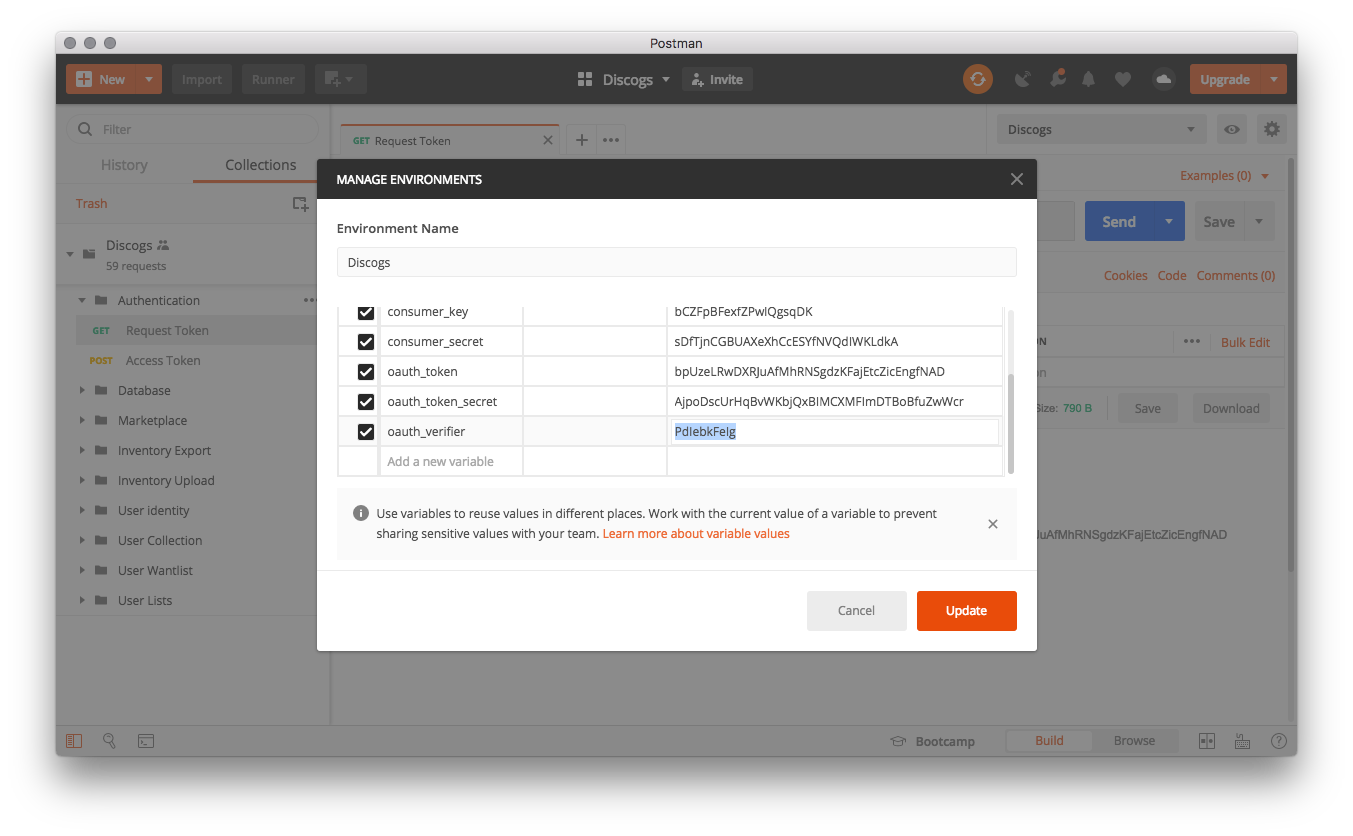 Postman
New
Import
Runner
Discogs
Invite
Upgrade
Filter
History
Collections
Trash
Discogs
59 requests
Authentication
GET Request Token
POST Access Token
Database
Marketplace
Inventory Export
Inventory Upload
User identity
User Collection
User Wantlist
User Lists
GET Request Token
Discogs
Examples (0)
Send
Save
Cookies Code Comments (0)
ON
Bulk Edit
on
Size: 790 B
Save
Download
MANAGE ENVIRONMENTS
Environment Name
Discogs
consumer_key bCZFpBFexfZPwIQgsqDK
consumer_secret sDfTjnCGBUAXeXhCcESYfNVQdIWKLdkA
oauth_token bpUzeLRwDXRJuAfMhRNSgdzKFajEtcZicEngfNAD
oauth_token_secret AjpoDscUrHqBvWKbjQxBIMCXMFImDTBoBfuZwWcr
oauth_verifier PdIebkFeIg
Add a new variable
Use variables to reuse values in different places. Work with the current value of a variable to prevent
sharing sensitive values with your team. Learn more about variable values
JuAfMhRNSgdzKFajEtcZicEngfNAD
Cancel
Update
Bootcamp
Build
Browse